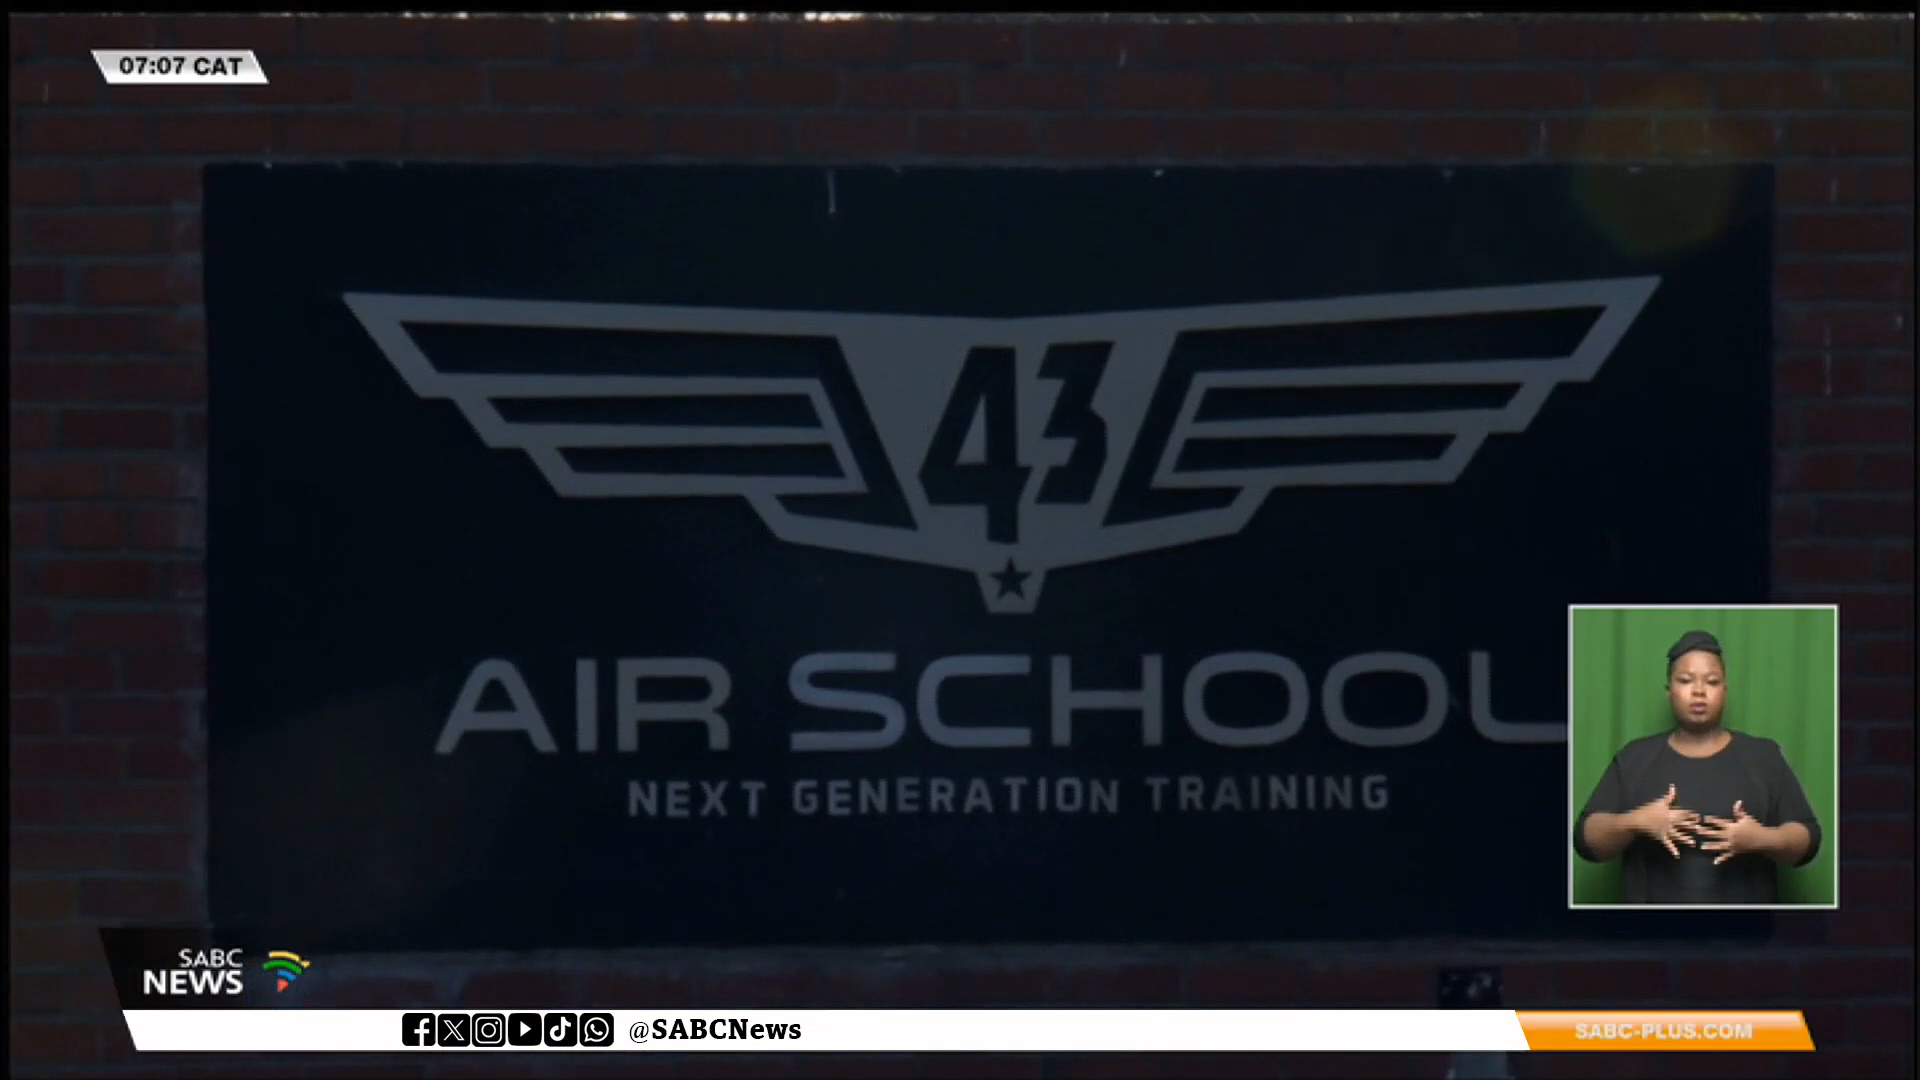 07:07 CAT
43
AIR SCHOOL
NEXT GENERATION TRAINING
SABC
NEWS
@SABCNews
SABC-PLUS.COM